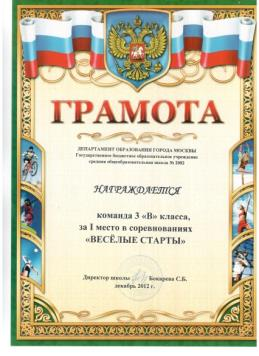 ГРАМОТА
ДЕПАРТАМЕНТ ОБРАЗОВАНИЯ ГОРОДА МОСКВЫ
Государственное бюджетное образовательное учреждение
средняя общеобразовательная школа № 2082
НАГРАЖДАЕТСЯ
команда 3 «В» класса,
за I место в соревнованиях
«ВЕСЁЛЫЕ СТАРТЫ»
Директор школы Бокарева С.Б.
декабрь 2012 г.